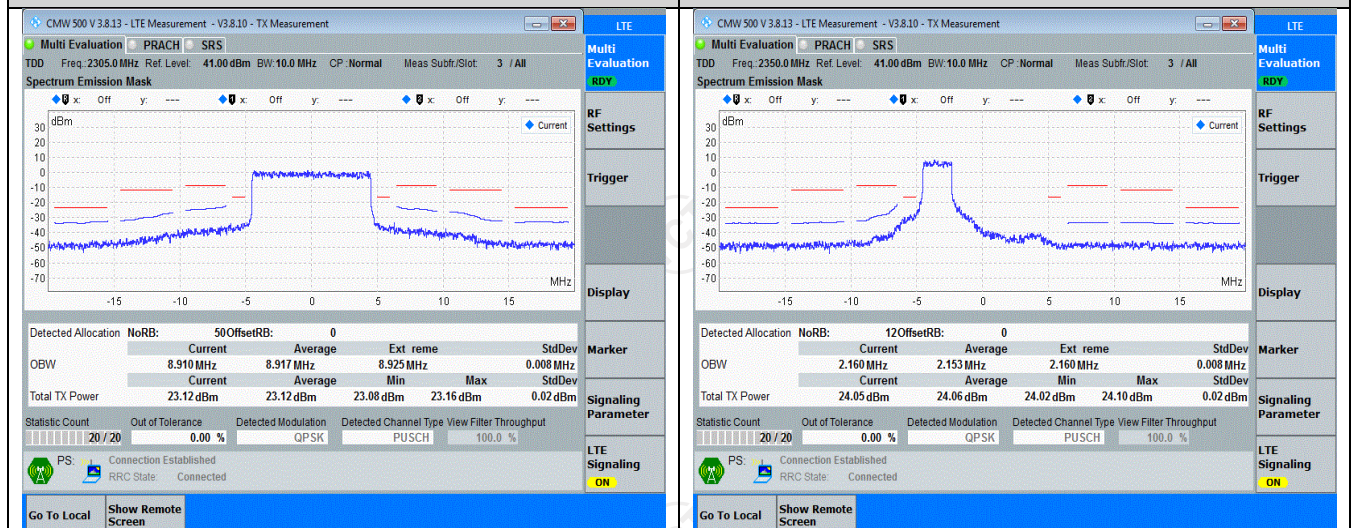 CMW 500 V 3.8.13 - LTE Measurement - V3.8.10 - TX Measurement
LTE
Multi Evaluation PRACH SRS
Multi Evaluation
RDY
TDD Freq.:2305.0 MHz Ref. Level: 41.00 dBm BW:10.0 MHz CP :Normal Meas Subfr./Slot: 3 / All
Spectrum Emission Mask
x: Off y: --- x: Off y: --- x: Off y: ---
RF Settings
dBm
Current
30
20
10
0
-10
-20
-30
-40
-50
-60
-70
MHz
-15 -10 -5 0 5 10 15
Trigger
Display
Detected Allocation NoRB: 50 OffsetRB: 0
Current Average Ext reme StdDev
OBW 8.910 MHz 8.917 MHz 8.925 MHz 0.008 MHz
Current Average Min Max StdDev
Total TX Power 23.12 dBm 23.12 dBm 23.08 dBm 23.16 dBm 0.02 dBm
Marker
Signaling Parameter
Statistic Count Out of Tolerance Detected Modulation Detected Channel Type View Filter Throughput
20 / 20 0.00 % QPSK PUSCH 100.0 %
PS: Connection Established
RRC State: Connected
LTE Signaling
ON
Go To Local Show Remote Screen
CMW 500 V 3.8.13 - LTE Measurement - V3.8.10 - TX Measurement
LTE
Multi Evaluation PRACH SRS
Multi Evaluation
RDY
TDD Freq.:2350.0 MHz Ref. Level: 41.00 dBm BW:10.0 MHz CP :Normal Meas Subfr./Slot: 3 / All
Spectrum Emission Mask
x: Off y: --- x: Off y: --- x: Off y: ---
RF Settings
dBm
Current
30
20
10
0
-10
-20
-30
-40
-50
-60
-70
MHz
-15 -10 -5 0 5 10 15
Trigger
Display
Detected Allocation NoRB: 12 OffsetRB: 0
Current Average Ext reme StdDev
OBW 2.160 MHz 2.153 MHz 2.160 MHz 0.008 MHz
Current Average Min Max StdDev
Total TX Power 24.05 dBm 24.06 dBm 24.02 dBm 24.10 dBm 0.02 dBm
Marker
Signaling Parameter
Statistic Count Out of Tolerance Detected Modulation Detected Channel Type View Filter Throughput
20 / 20 0.00 % QPSK PUSCH 100.0 %
PS: Connection Established
RRC State: Connected
LTE Signaling
ON
Go To Local Show Remote Screen